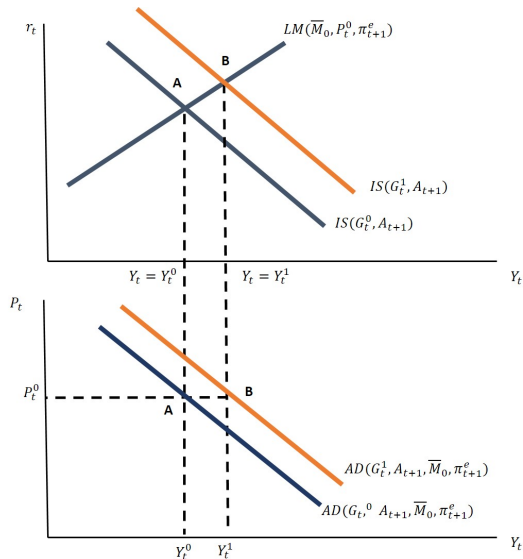 r_t
LM(M̅_0, P_t^0, π_{t+1}^e)
B
A
IS(G_t^1, A_{t+1})
IS(G_t^0, A_{t+1})
Y_t = Y_t^0
Y_t = Y_t^1
Y_t
P_t
P_t^0
B
A
AD(G_t^1, A_{t+1}, M̅_0, π_{t+1}^e)
AD(G_t,^0 A_{t+1}, M̅_0, π_{t+1}^e)
Y_t^0
Y_t^1
Y_t